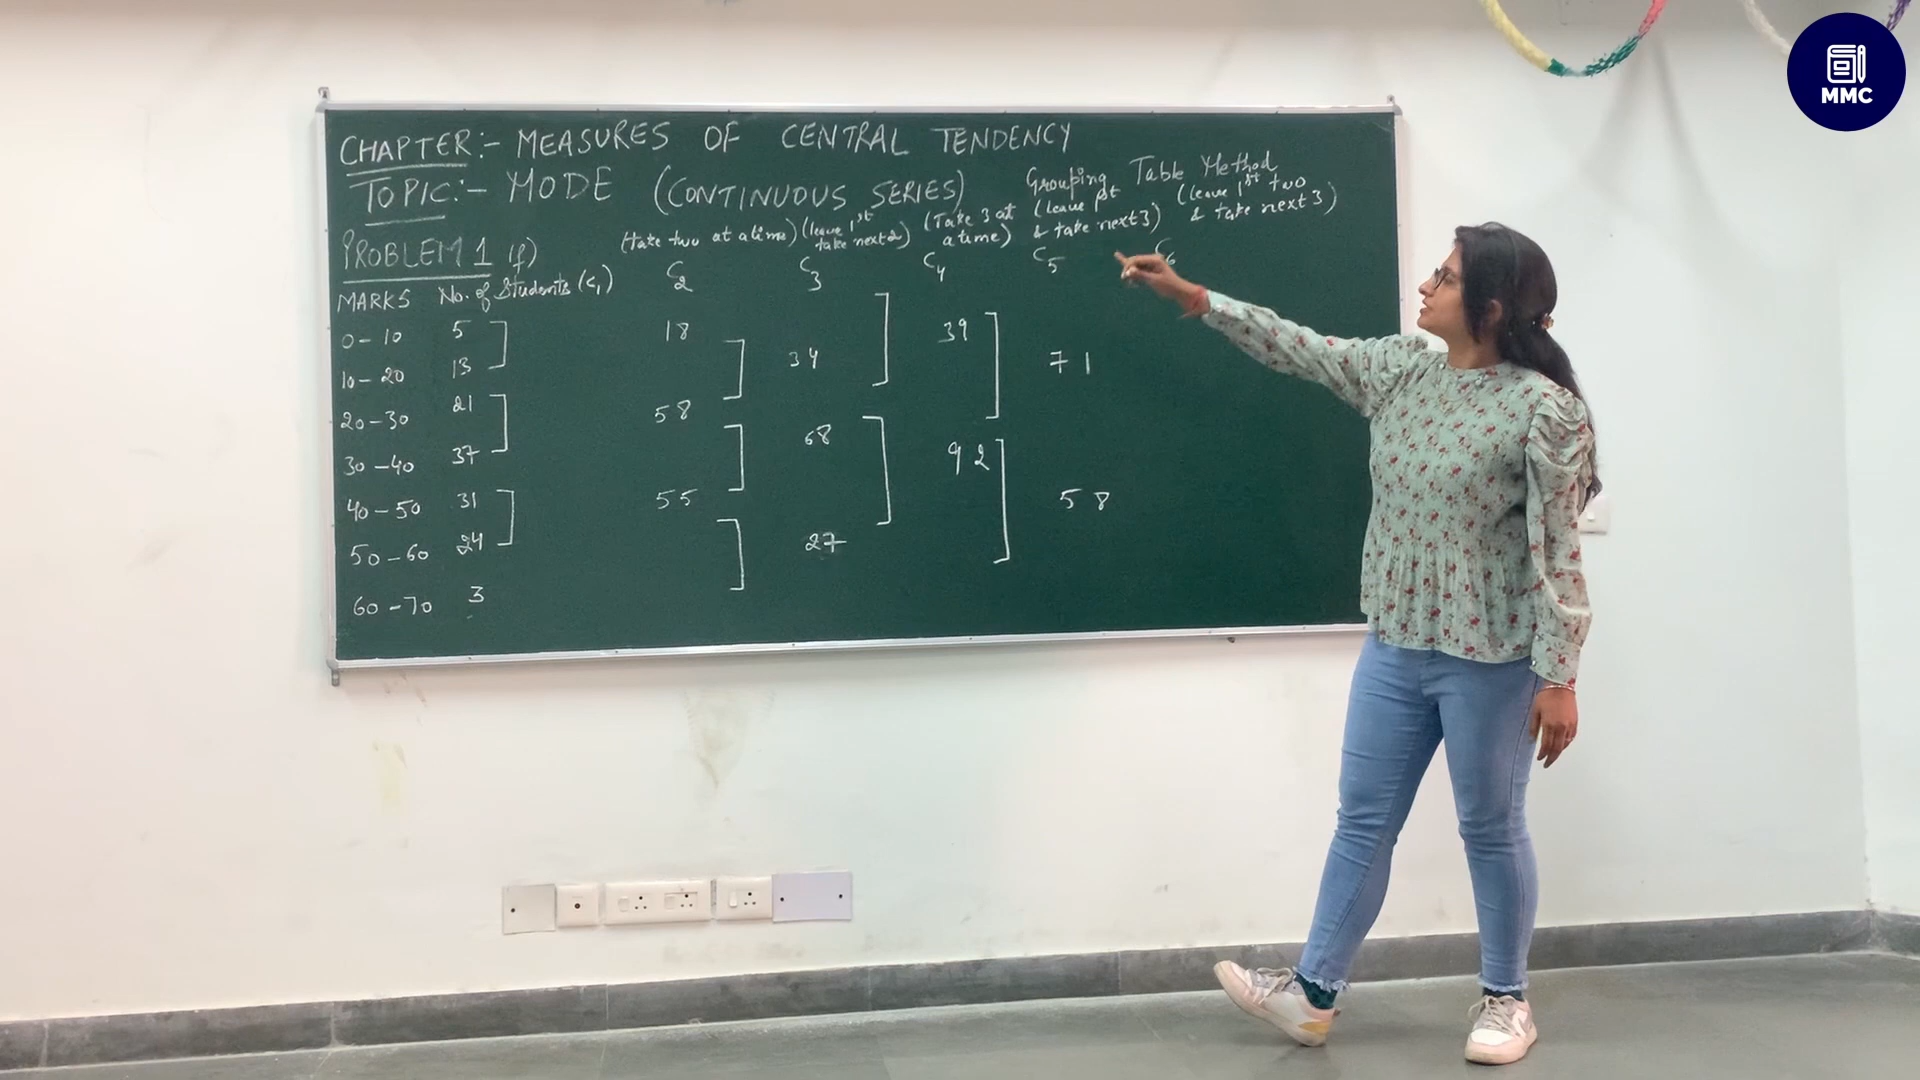 MMC
CHAPTER:- MEASURES OF CENTRAL TENDENCY
TOPIC:- MODE (CONTINUOUS SERIES) Grouping Table Method
PROBLEM 1 if) (take two at a time) (leave 1st take next 2) (Take 3 at a time) (leave 1st & take next 3) (leave 1st two & take next 3)
MARKS No. of Students (C1) C2 C3 C4 C5 C6
0-10 5 18 39
34 71
10-20 13
20-30 21 58
68
30-40 37 92
40-50 31 55 58
50-60 24 27
60-70 3